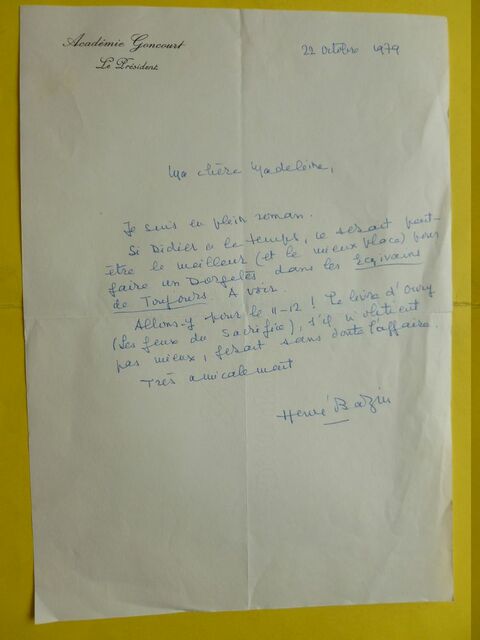 Académie Goncourt
Le Président
22 octobre 1979
Ma chère Madeleine,
Je suis en plein roman.
Si Didier a le temps, ce serait peut-
être le meilleur (et le mieux placé) pour
faire un Dorgelès dans les Ecrivains
de Toujours. A voir.
Allons-y pour le 11-12 ! Le livre d'Oury
(Les feux du Sacrifice), s'il n'obtient
pas mieux, ferait sans doute l'affaire.
Très amicalement
Hervé Bazin